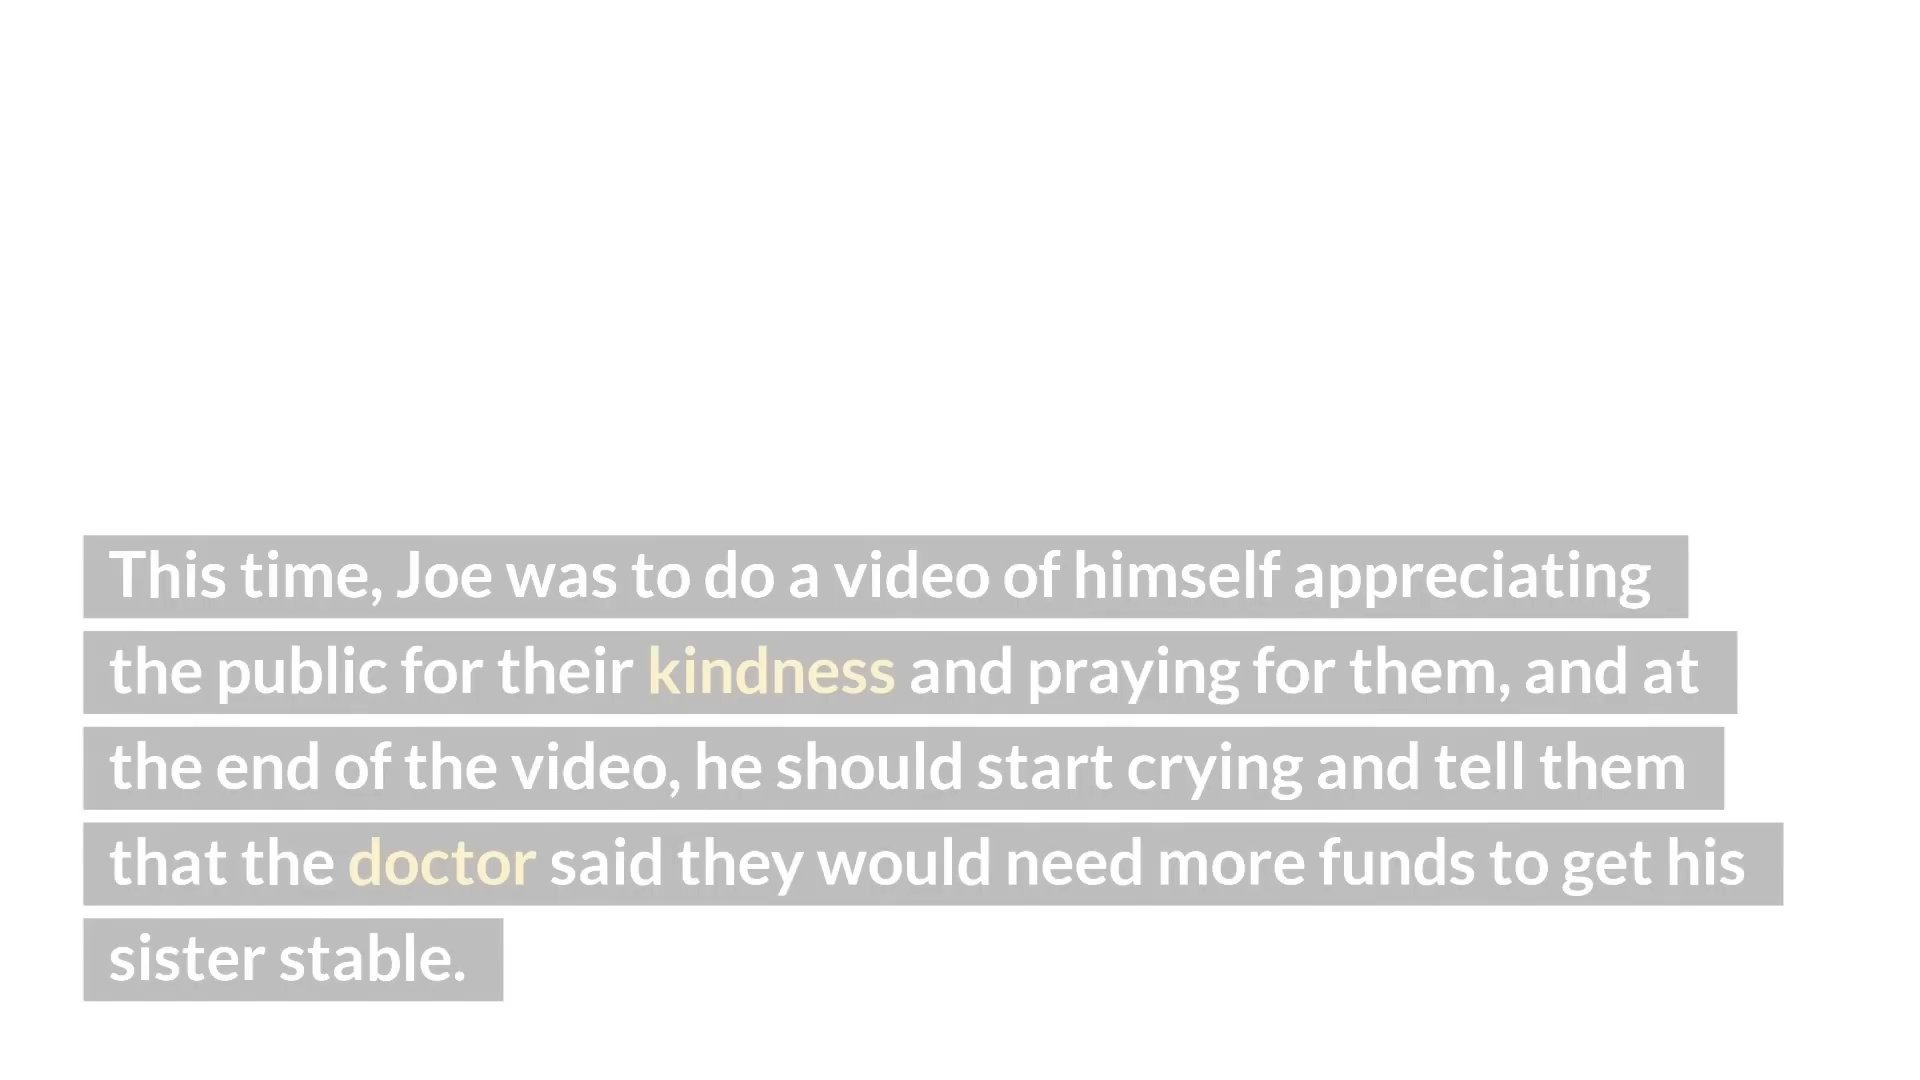 This time, Joe was to do a video of himself appreciating
the public for their kindness and praying for them, and at
the end of the video, he should start crying and tell them
that the doctor said they would need more funds to get his
sister stable.